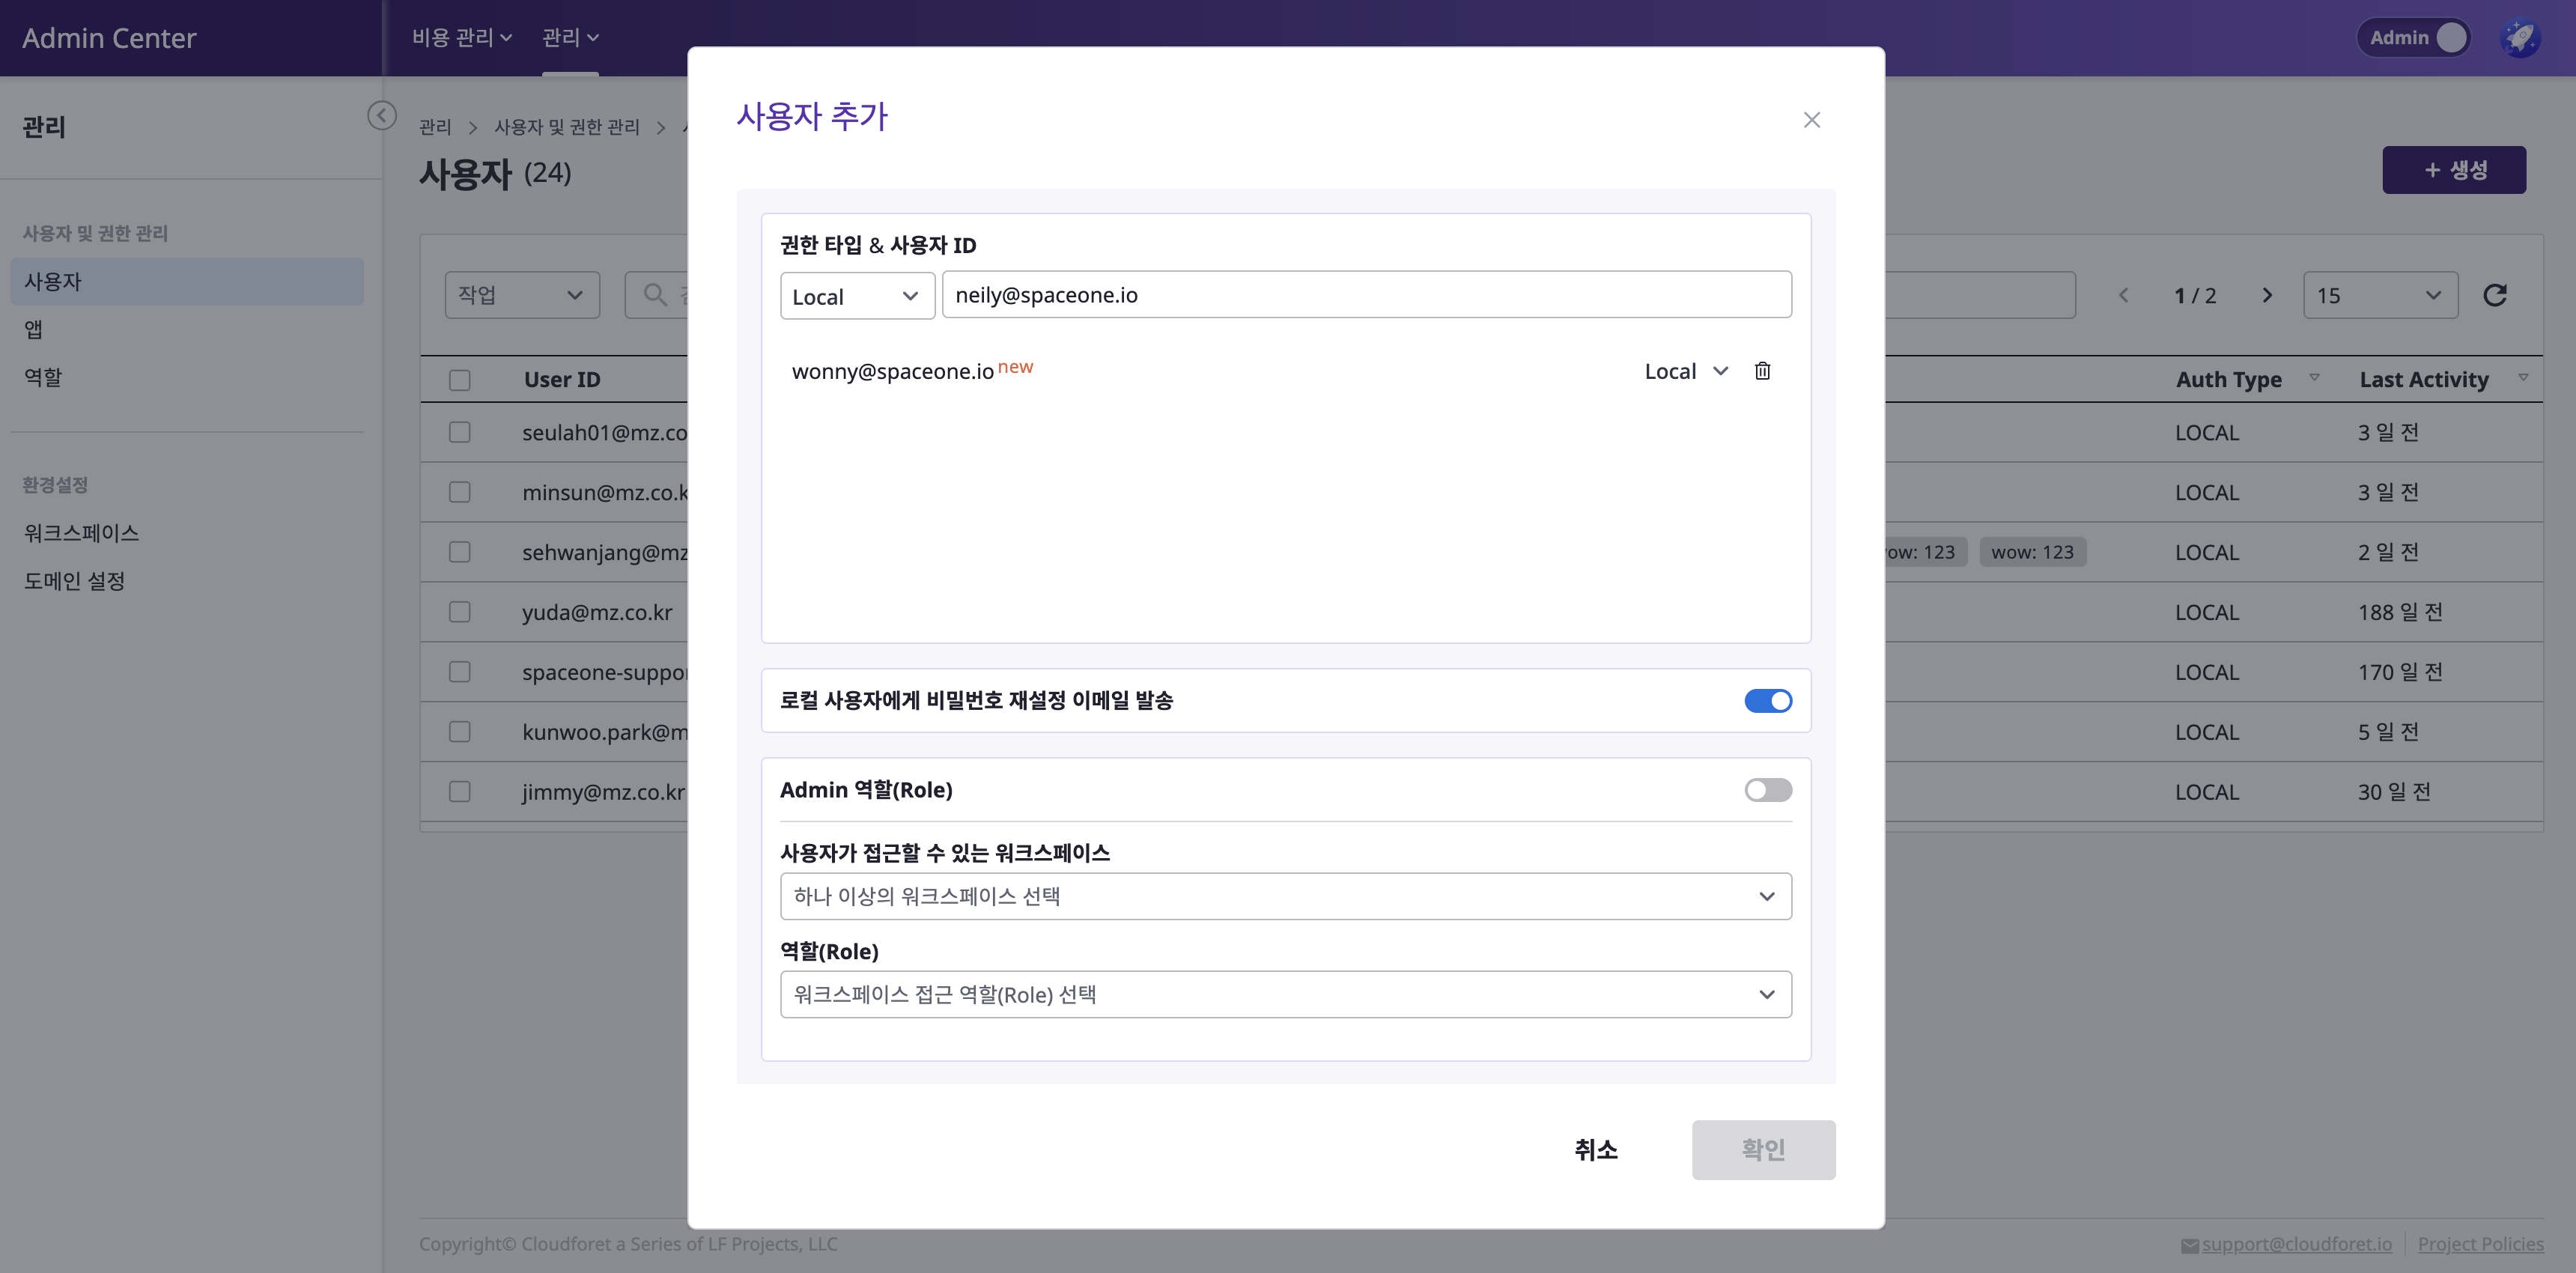 Admin Center
비용 관리
관리
Admin
관리
사용자 및 권한 관리
사용자
앱
역할
환경설정
워크스페이스
도메인 설정
관리 > 사용자 및 권한 관리 >
사용자 (24)
+ 생성
작업
1 / 2
15
User ID
Auth Type
Last Activity
seulah01@mz.co
LOCAL
3 일 전
minsun@mz.co.k
LOCAL
3 일 전
sehwanjang@mz
wow: 123
wow: 123
LOCAL
2 일 전
yuda@mz.co.kr
LOCAL
188 일 전
spaceone-suppor
LOCAL
170 일 전
kunwoo.park@m
LOCAL
5 일 전
jimmy@mz.co.kr
LOCAL
30 일 전
사용자 추가
권한 타입 & 사용자 ID
Local
neily@spaceone.io
wonny@spaceone.io new
Local
로컬 사용자에게 비밀번호 재설정 이메일 발송
Admin 역할(Role)
사용자가 접근할 수 있는 워크스페이스
하나 이상의 워크스페이스 선택
역할(Role)
워크스페이스 접근 역할(Role) 선택
취소
확인
Copyright© Cloudforet a Series of LF Projects, LLC
support@cloudforet.io
Project Policies